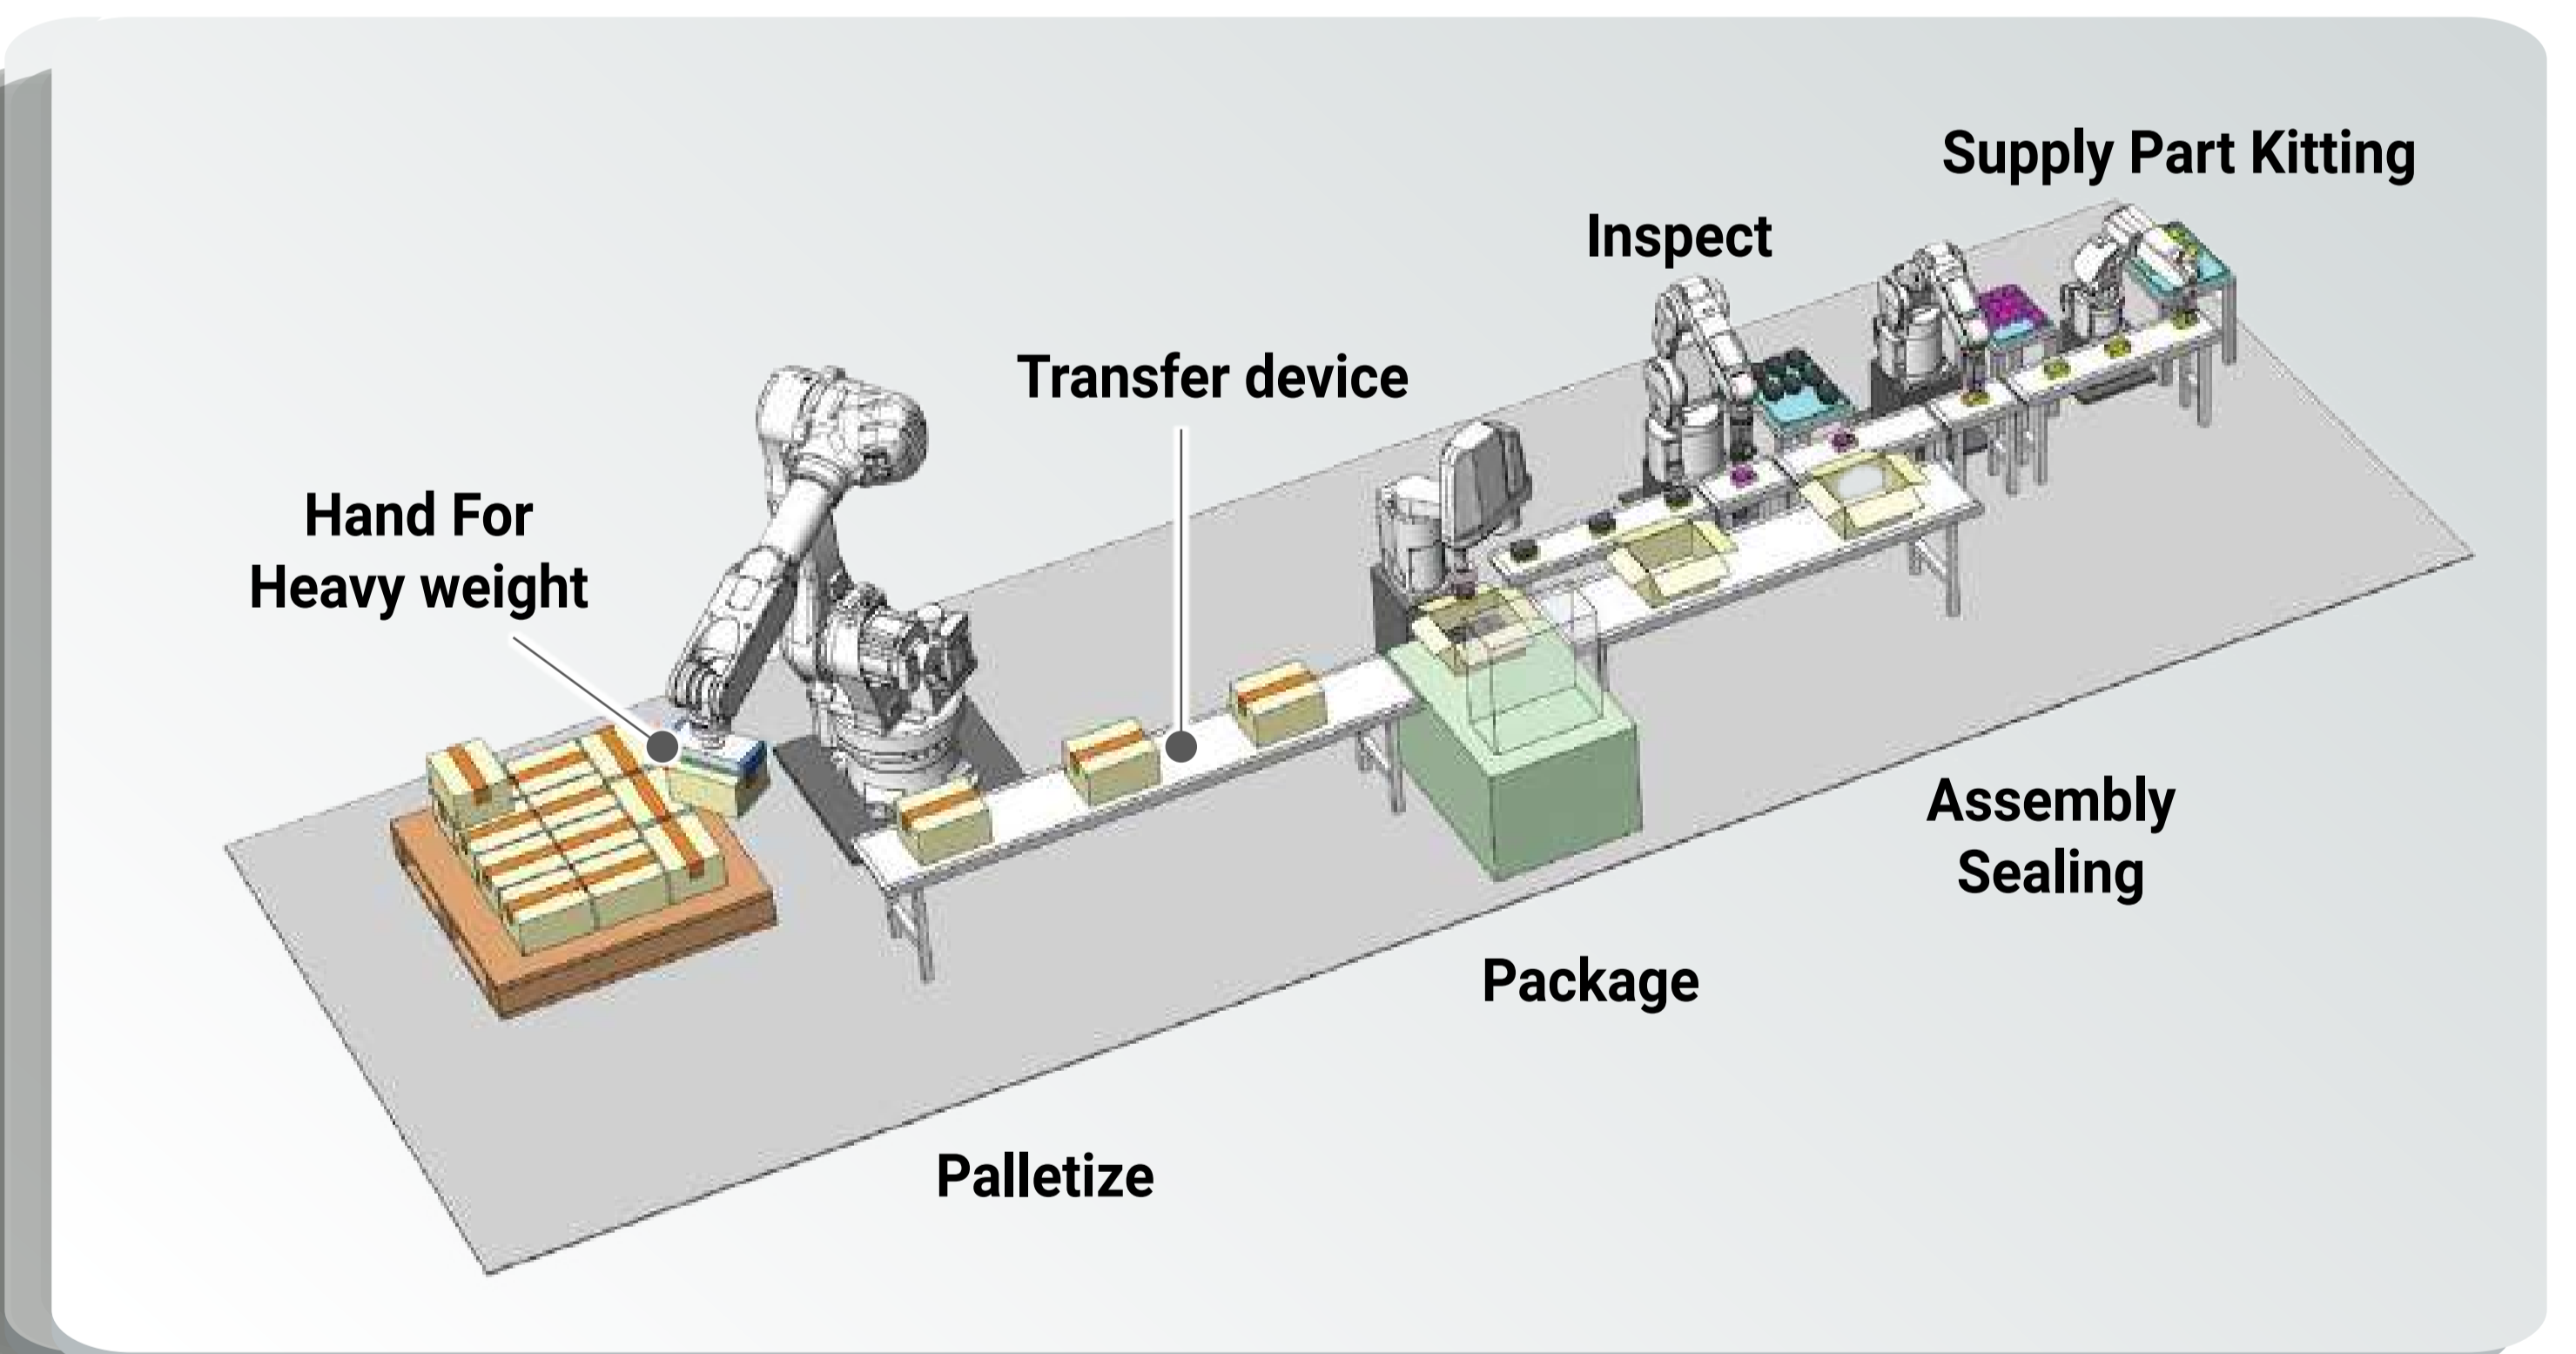 Supply Part Kitting
Inspect
Transfer device
Hand For
Heavy weight
Assembly
Sealing
Package
Palletize